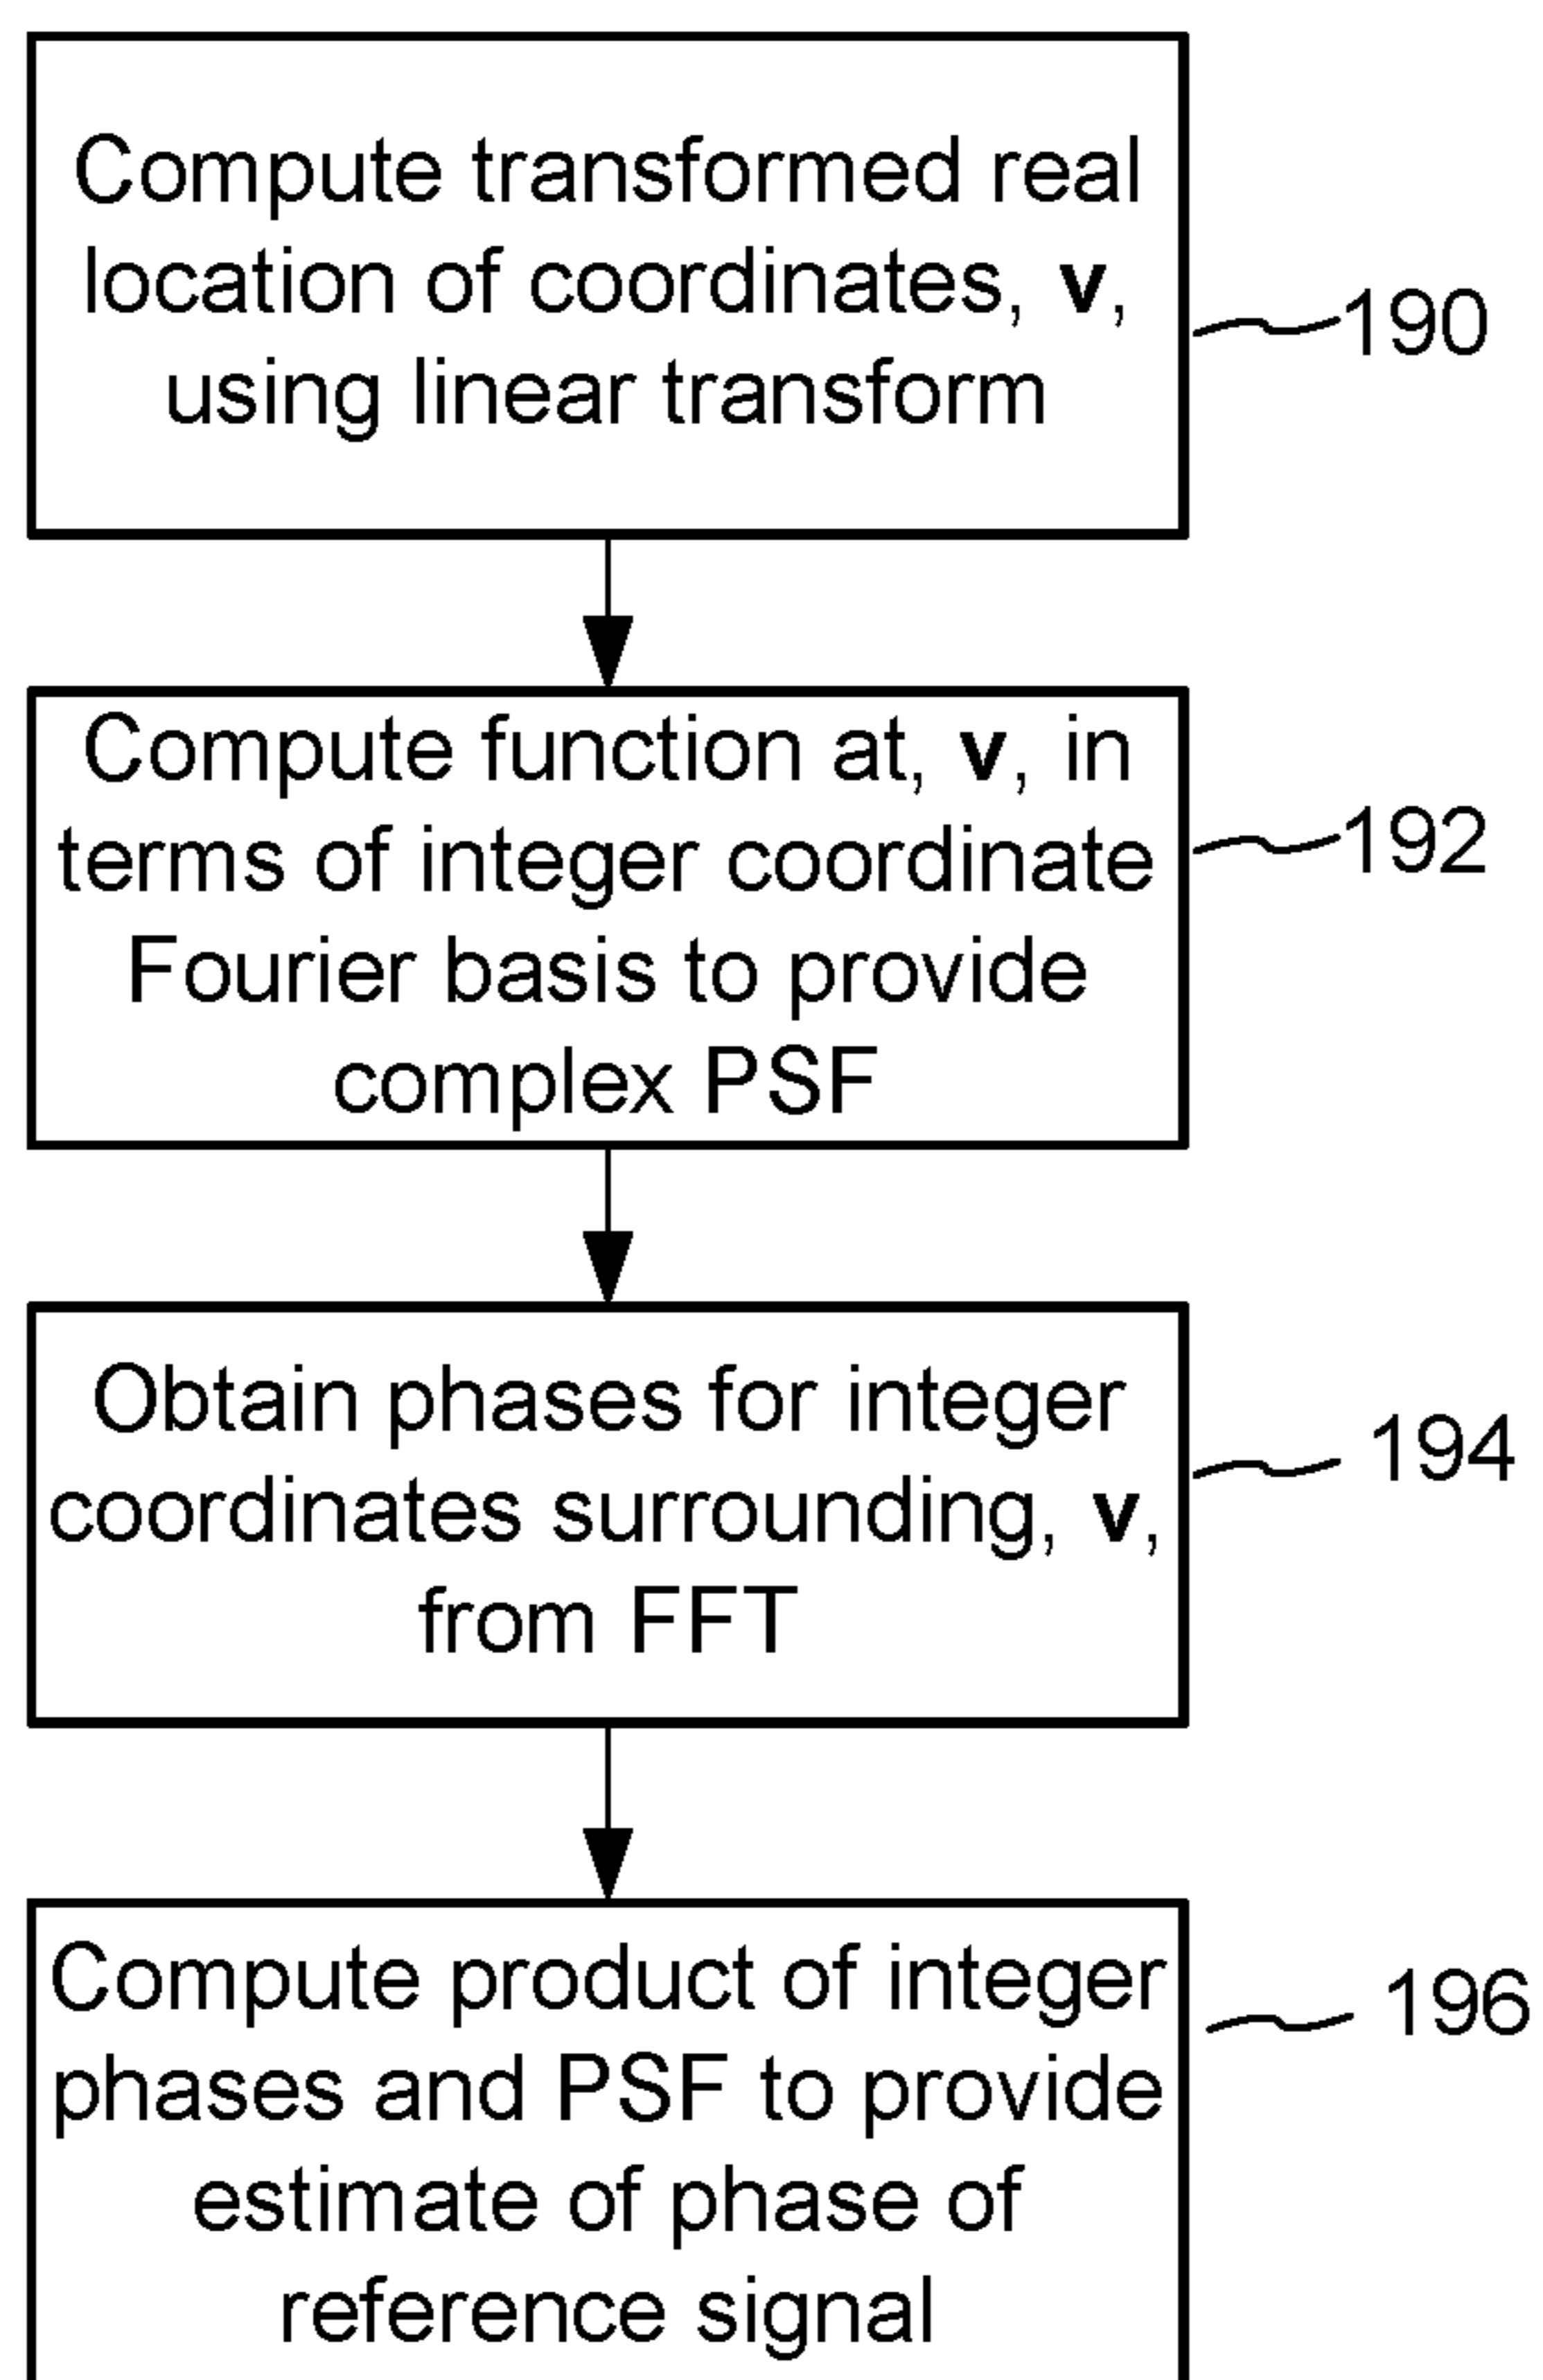 Compute transformed real
location of coordinates, v,
using linear transform
190
Compute function at, v, in
terms of integer coordinate
Fourier basis to provide
complex PSF
192
Obtain phases for integer
coordinates surrounding, v,
from FFT
194
Compute product of integer
phases and PSF to provide
estimate of phase of
reference signal
196